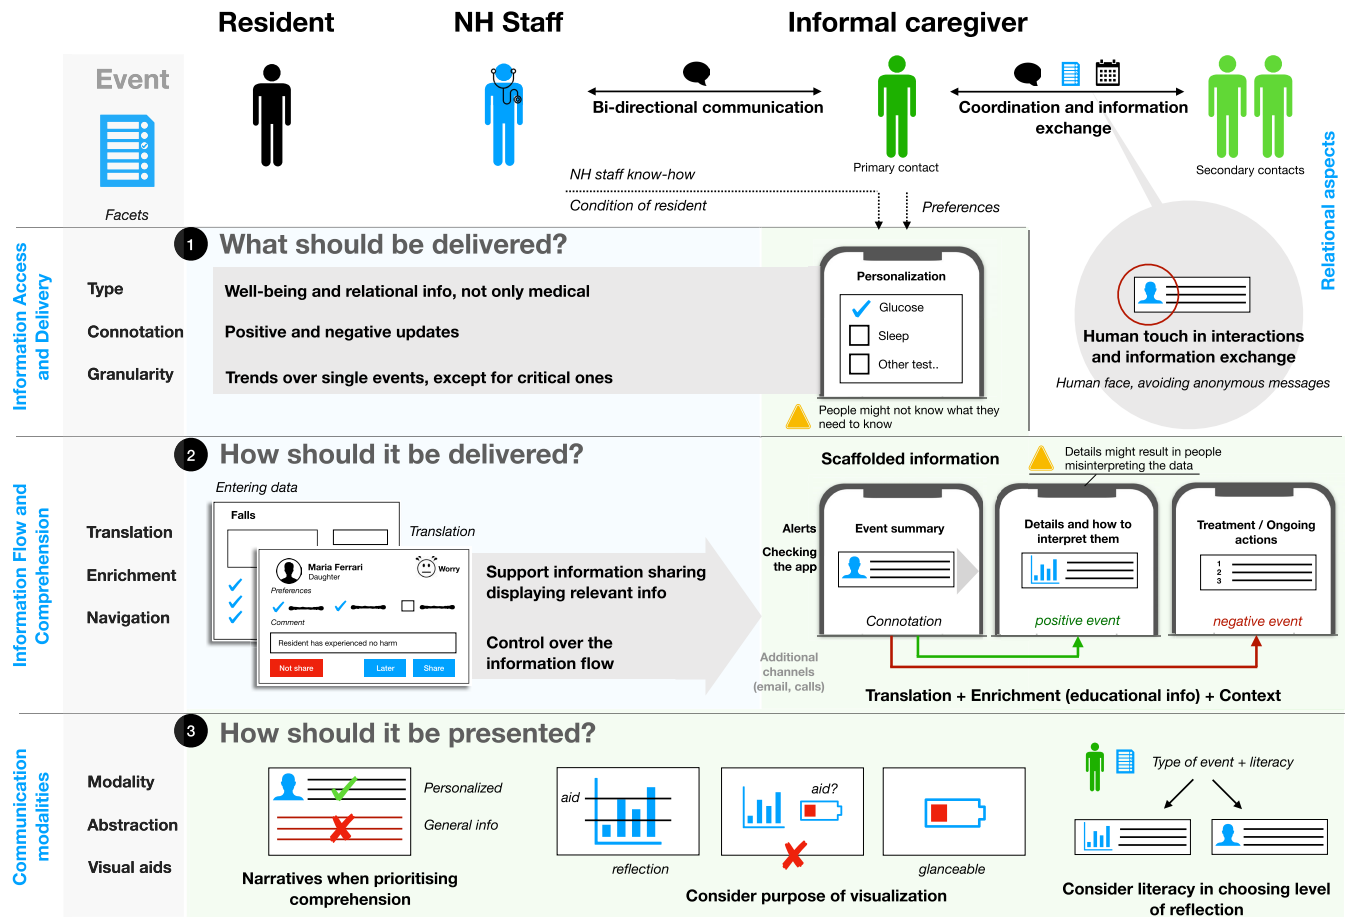 Resident
NH Staff
Informal caregiver
Event
Facets
Bi-directional communication
Coordination and information
exchange
Primary contact
Secondary contacts
Relational aspects
NH staff know-how
Condition of resident
Preferences
Information Access
and Delivery
1
What should be delivered?
Type
Well-being and relational info, not only medical
Connotation
Positive and negative updates
Granularity
Trends over single events, except for critical ones
Personalization
Glucose
Sleep
Other test..
People might not know what they
need to know
Human touch in interactions
and information exchange
Human face, avoiding anonymous messages
Information Flow and
Comprehension
2
How should it be delivered?
Translation
Enrichment
Navigation
Entering data
Falls
Translation
Maria Ferrari
Daughter
Worry
Preferences
Comment
Resident has experienced no harm
Not share
Later
Share
Support information sharing
displaying relevant info
Control over the
information flow
Scaffolded information
Details might result in people
misinterpreting the data
Alerts
Checking
the app
Event summary
Connotation
Details and how to
interpret them
positive event
Treatment / Ongoing
actions
1
2
3
negative event
Additional
channels
(email, calls)
Translation + Enrichment (educational info) + Context
Communication
modalities
3
How should it be presented?
Modality
Abstraction
Visual aids
Personalized
General info
Narratives when prioritising
comprehension
aid
reflection
aid?
glanceable
Consider purpose of visualization
Type of event + literacy
Consider literacy in choosing level
of reflection